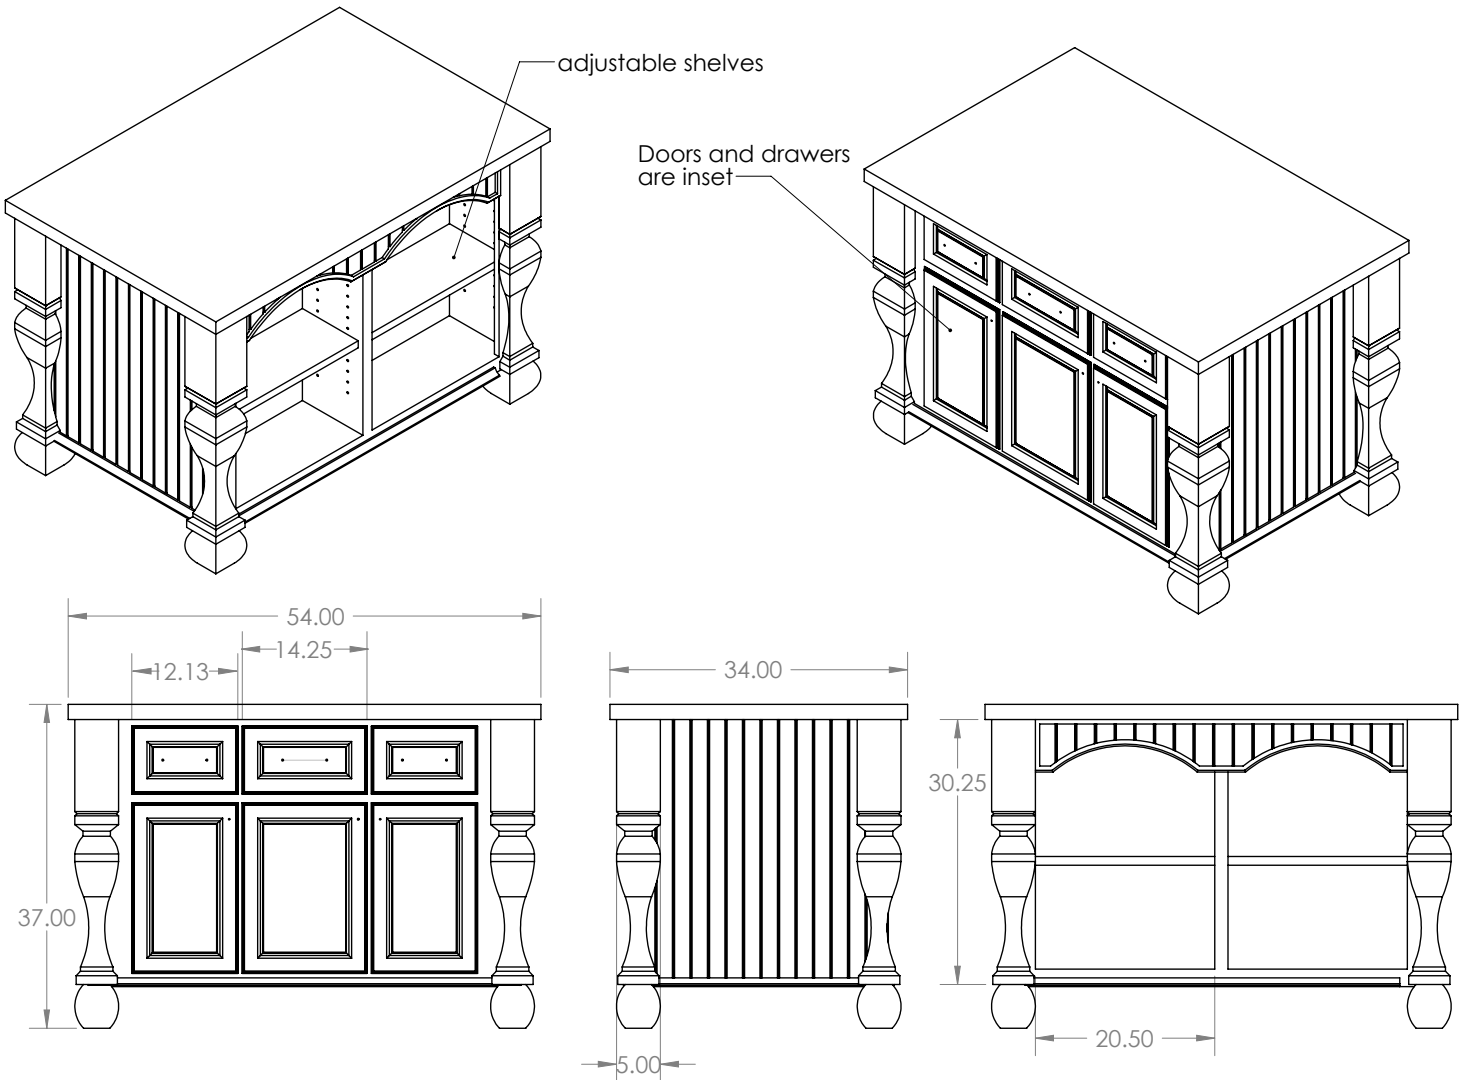 adjustable shelves
Doors and drawers
are inset
54.00
14.25
12.13
34.00
30.25
37.00
20.50
5.00